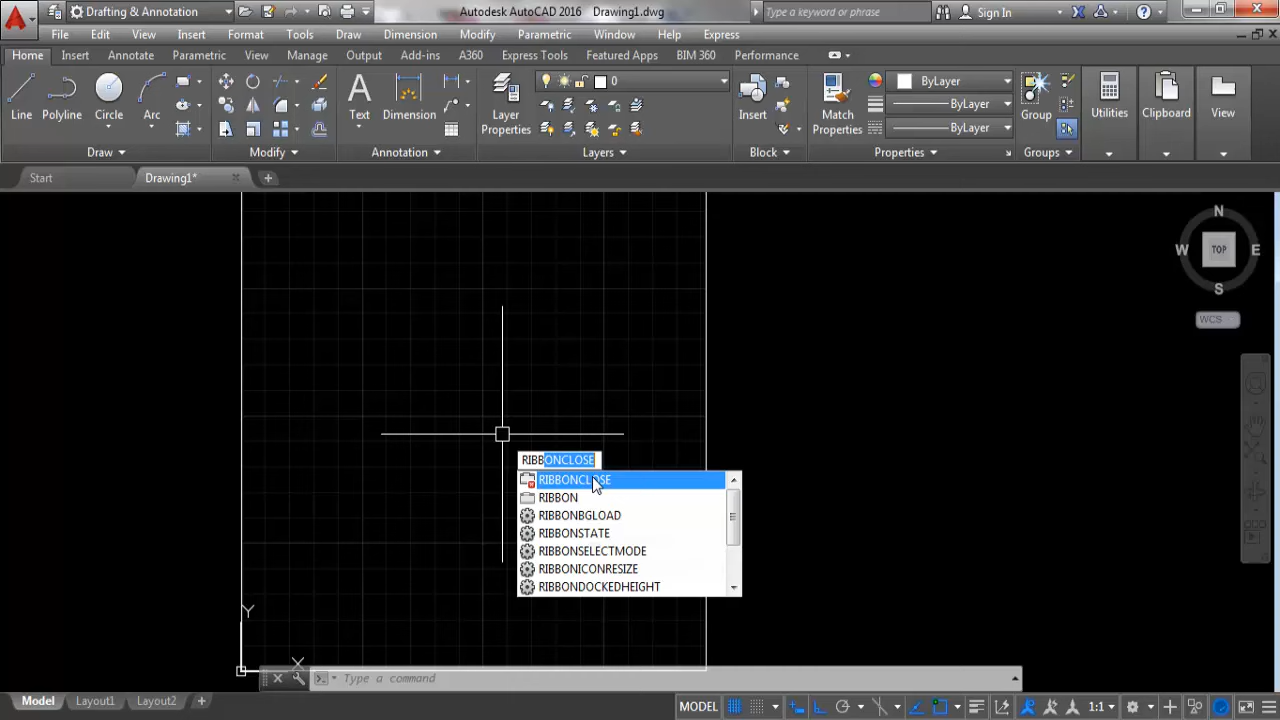 Drafting & Annotation
Autodesk AutoCAD 2016 Drawing1.dwg
Type a keyword or phrase
Sign In
File Edit View Insert Format Tools Draw Dimension Modify Parametric Window Help Express
Home Insert Annotate Parametric View Manage Output Add-ins A360 Express Tools Featured Apps BIM 360 Performance
Line Polyline Circle Arc
Text Dimension
Layer Properties
0
Insert
Match Properties
ByLayer
ByLayer
ByLayer
Group
Utilities Clipboard View
Draw Modify Annotation Layers Block Properties Groups
Start Drawing1*
N
W TOP E
S
WCS
RIBBONCLOSE
RIBBONCLOSE
RIBBON
RIBBONBGLOAD
RIBBONSTATE
RIBBONSELECTMODE
RIBBONICONRESIZE
RIBBONDOCKEDHEIGHT
Y
X
Type a command
Model Layout1 Layout2
MODEL
1:1